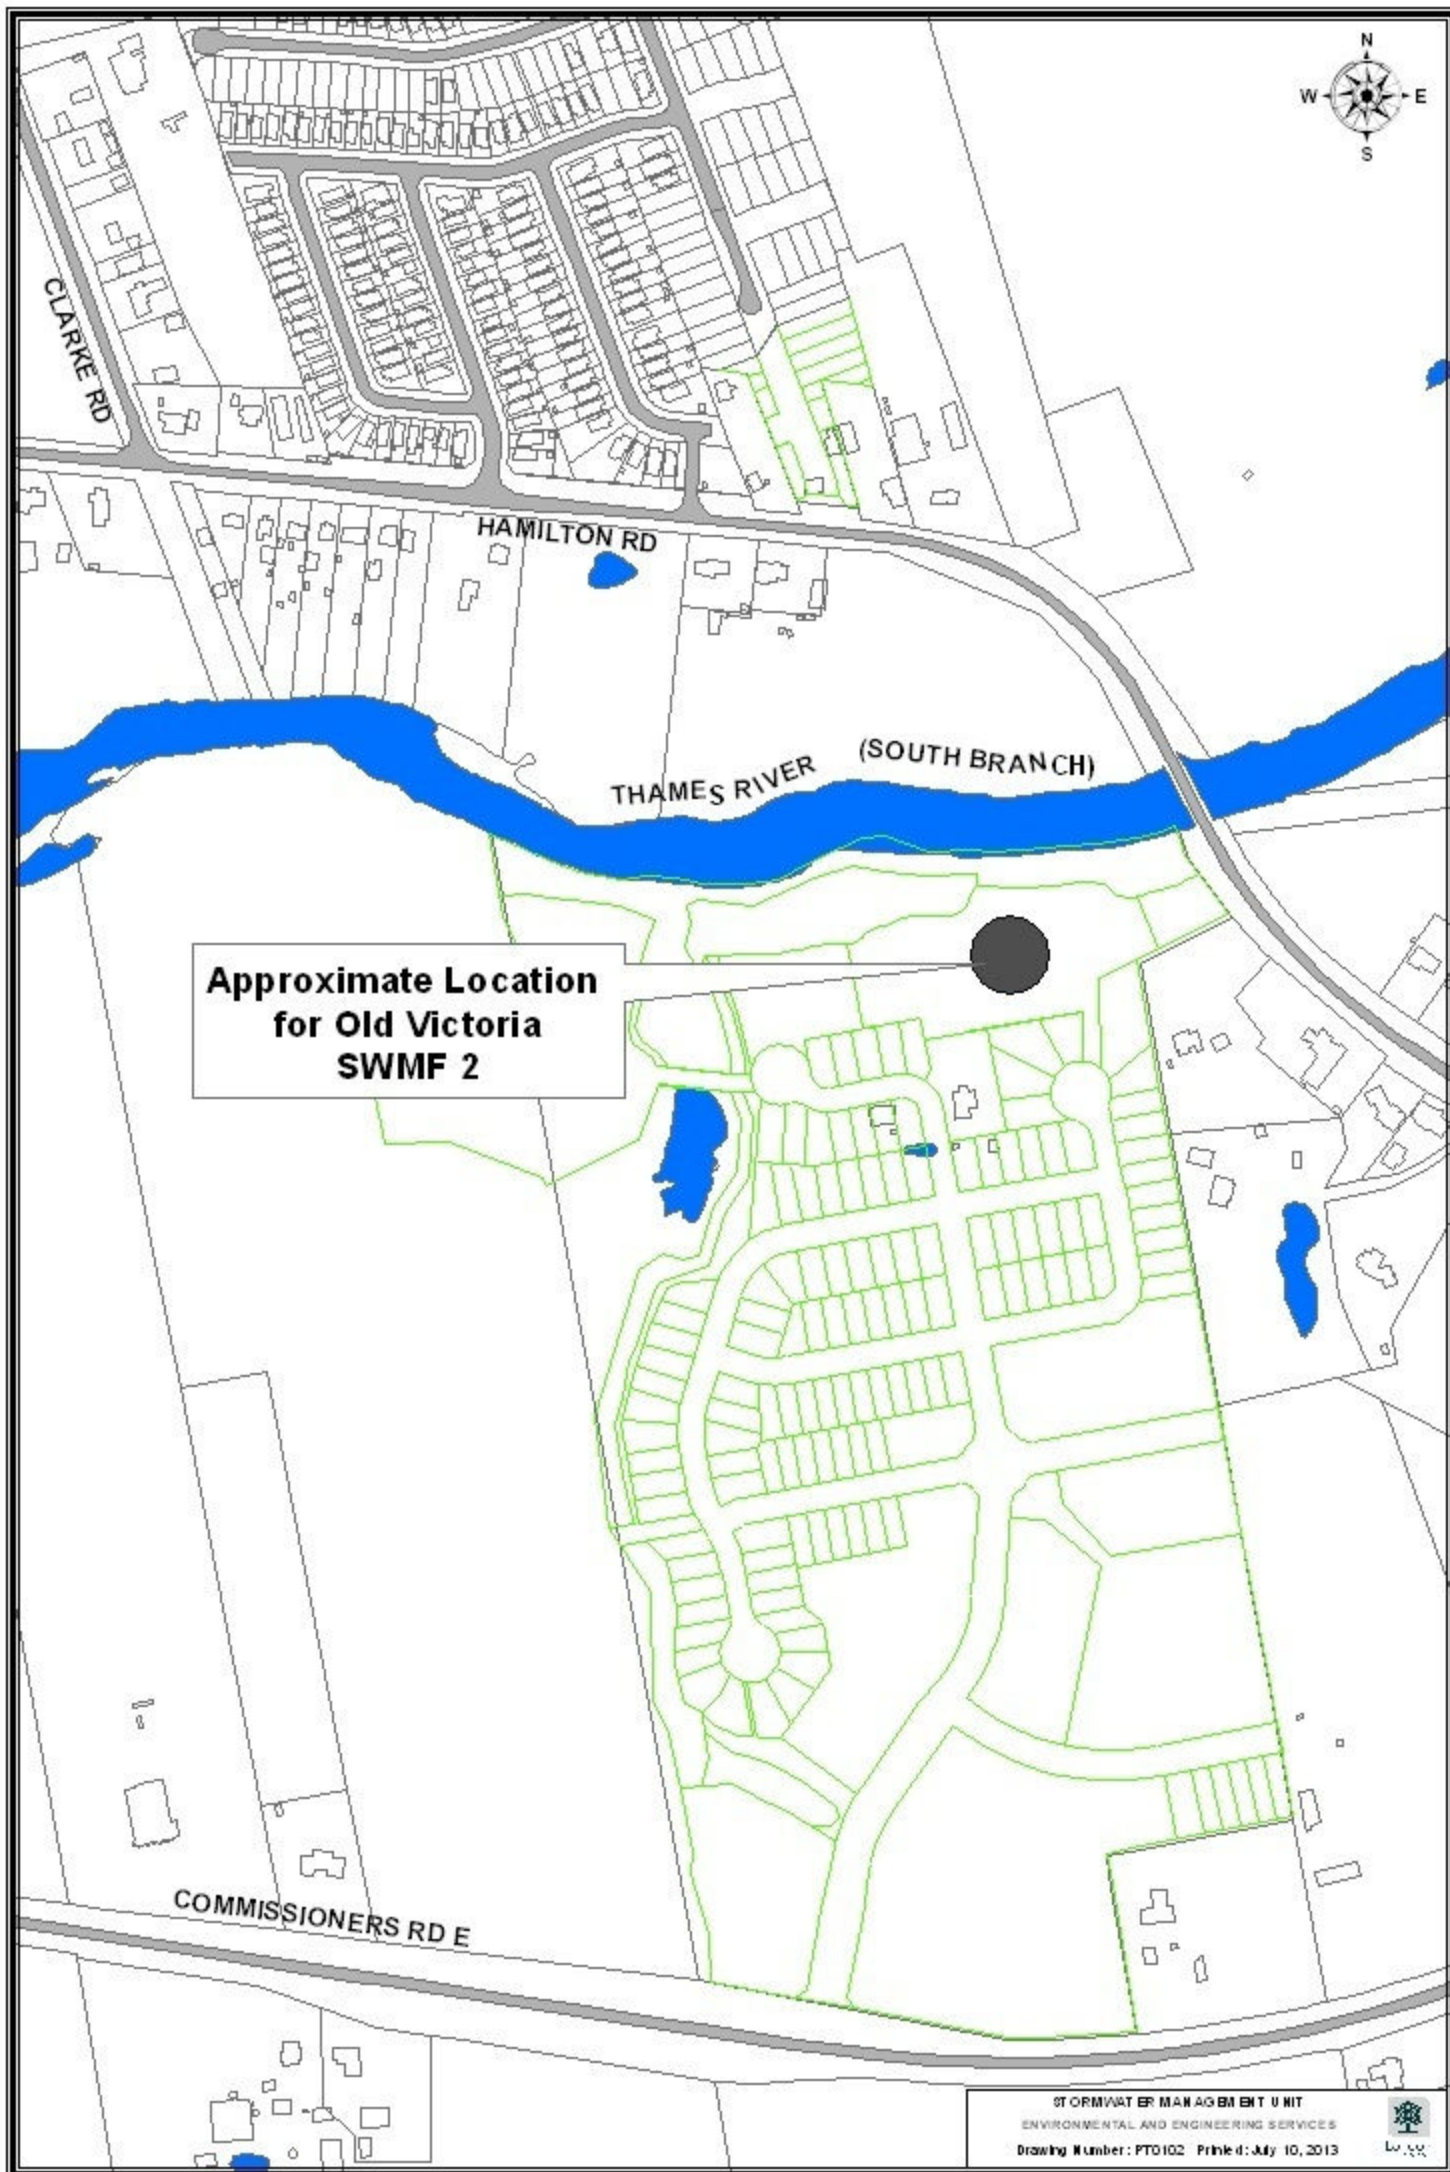 N
W E
S
CLARKE RD
HAMILTON RD
THAMES RIVER (SOUTH BRANCH)
Approximate Location
for Old Victoria
SWMF 2
COMMISSIONERS RD E
STORMWATER MANAGEMENT UNIT
ENVIRONMENTAL AND ENGINEERING SERVICES
Drawing Number: PT0102 Printed: July 10, 2013